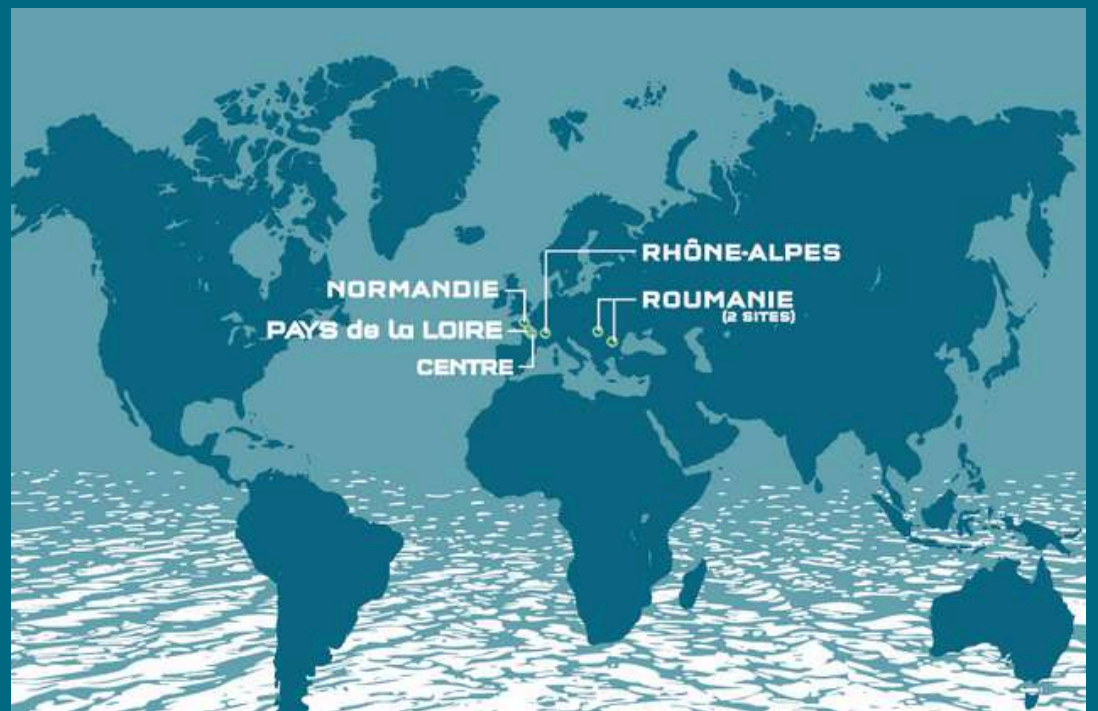 RHÔNE-ALPES
NORMANDIE
ROUMANIE
(2 SITES)
PAYS de la LOIRE
CENTRE